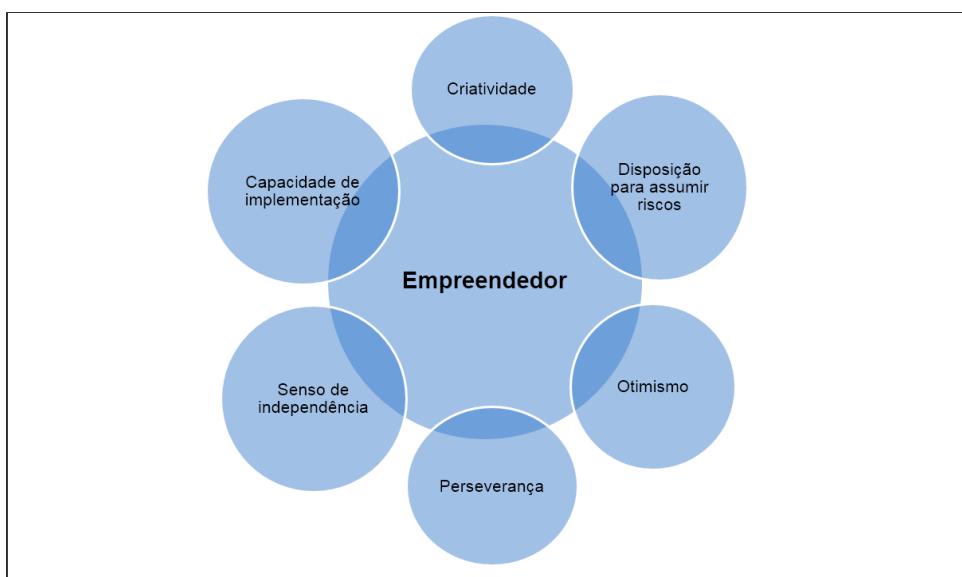 Criatividade
Disposição
para assumir
riscos
Capacidade de
implementação
Empreendedor
Otimismo
Senso de
independência
Perseverança